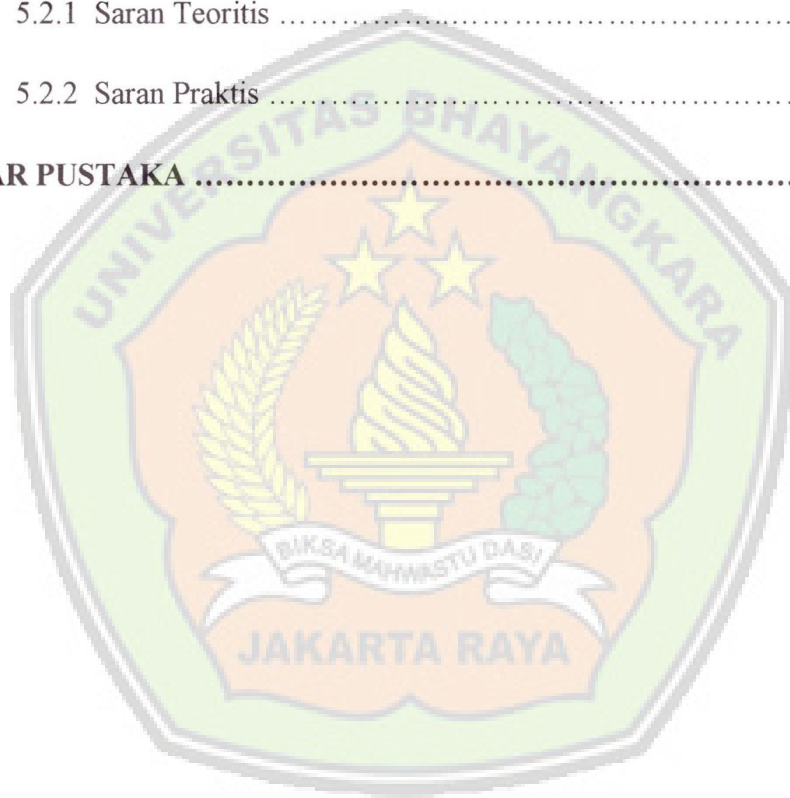 5.2.1 Saran Teoritis ……………..……………………………….
5.2.2 Saran Praktis ……………..……………………………….
AR PUSTAKA ……………………………………………………
UNIVERSITAS BHAYANGKARA
BIKSA MAHWASTU DASI
JAKARTA RAYA